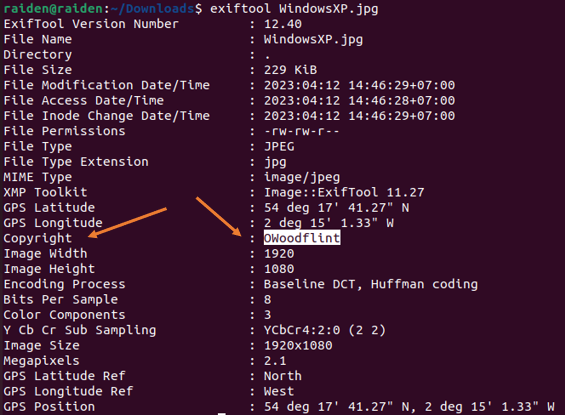 raiden@raiden:~/Downloads$ exiftool WindowsXP.jpg
ExifTool Version Number : 12.40
File Name : WindowsXP.jpg
Directory : .
File Size : 229 KiB
File Modification Date/Time : 2023:04:12 14:46:29+07:00
File Access Date/Time : 2023:04:12 14:46:28+07:00
File Inode Change Date/Time : 2023:04:12 14:46:29+07:00
File Permissions : -rw-rw-r--
File Type : JPEG
File Type Extension : jpg
MIME Type : image/jpeg
XMP Toolkit : Image::ExifTool 11.27
GPS Latitude : 54 deg 17' 41.27" N
GPS Longitude : 2 deg 15' 1.33" W
Copyright : OWoodflint
Image Width : 1920
Image Height : 1080
Encoding Process : Baseline DCT, Huffman coding
Bits Per Sample : 8
Color Components : 3
Y Cb Cr Sub Sampling : YCbCr4:2:0 (2 2)
Image Size : 1920x1080
Megapixels : 2.1
GPS Latitude Ref : North
GPS Longitude Ref : West
GPS Position : 54 deg 17' 41.27" N, 2 deg 15' 1.33" W